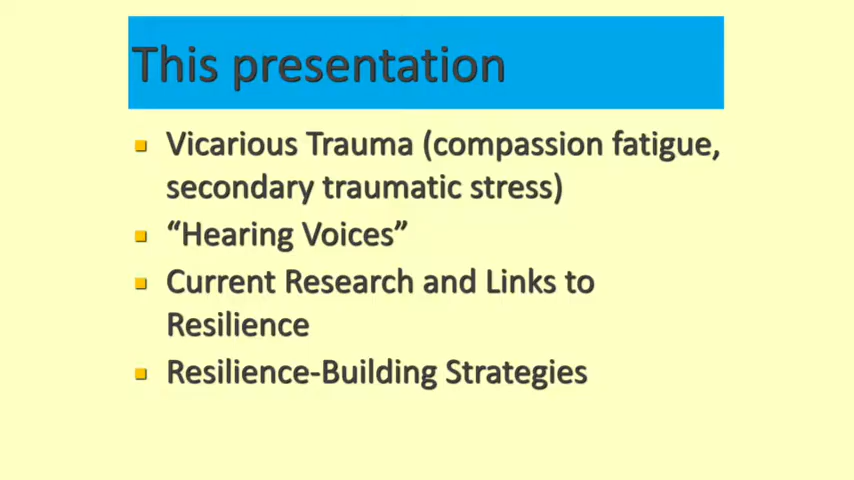 This presentation
Vicarious Trauma (compassion fatigue,
secondary traumatic stress)
“Hearing Voices”
Current Research and Links to
Resilience
Resilience-Building Strategies